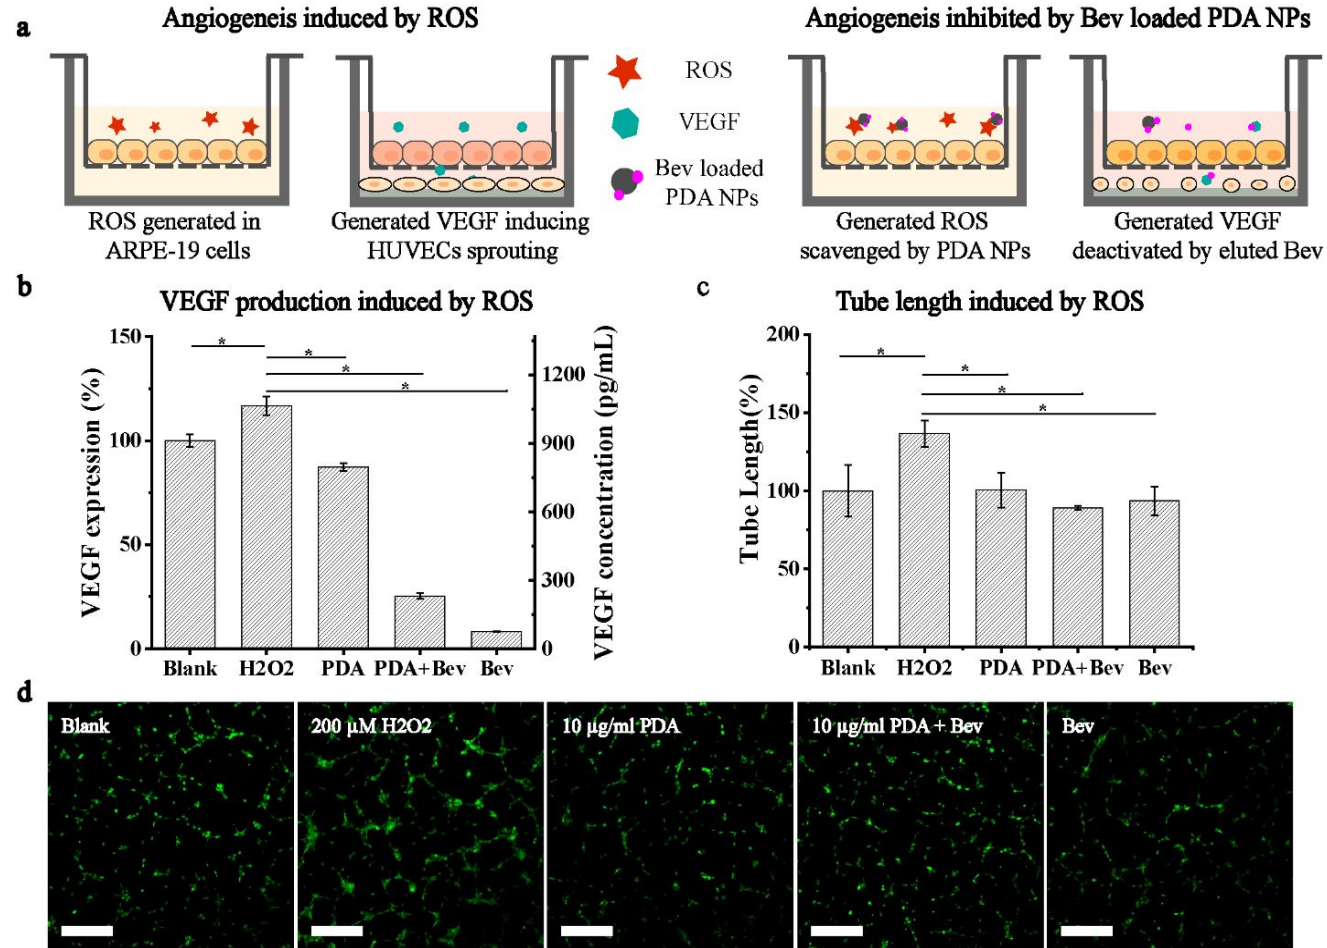 a
Angiogeneis induced by ROS
Angiogeneis inhibited by Bev loaded PDA NPs
ROS
VEGF
Bev loaded
PDA NPs
ROS generated in
ARPE-19 cells
Generated VEGF inducing
HUVECs sprouting
Generated ROS
scavenged by PDA NPs
Generated VEGF
deactivated by eluted Bev
b
VEGF production induced by ROS
VEGF expression (%)
150
100
50
0
*
*
*
*
1200
900
600
300
0
VEGF concentration (pg/mL)
Blank H2O2 PDA PDA+Bev Bev
c
Tube length induced by ROS
Tube Length(%)
200
150
100
50
0
*
*
*
*
Blank H2O2 PDA PDA+Bev Bev
d
Blank
200 µM H2O2
10 µg/ml PDA
10 µg/ml PDA + Bev
Bev